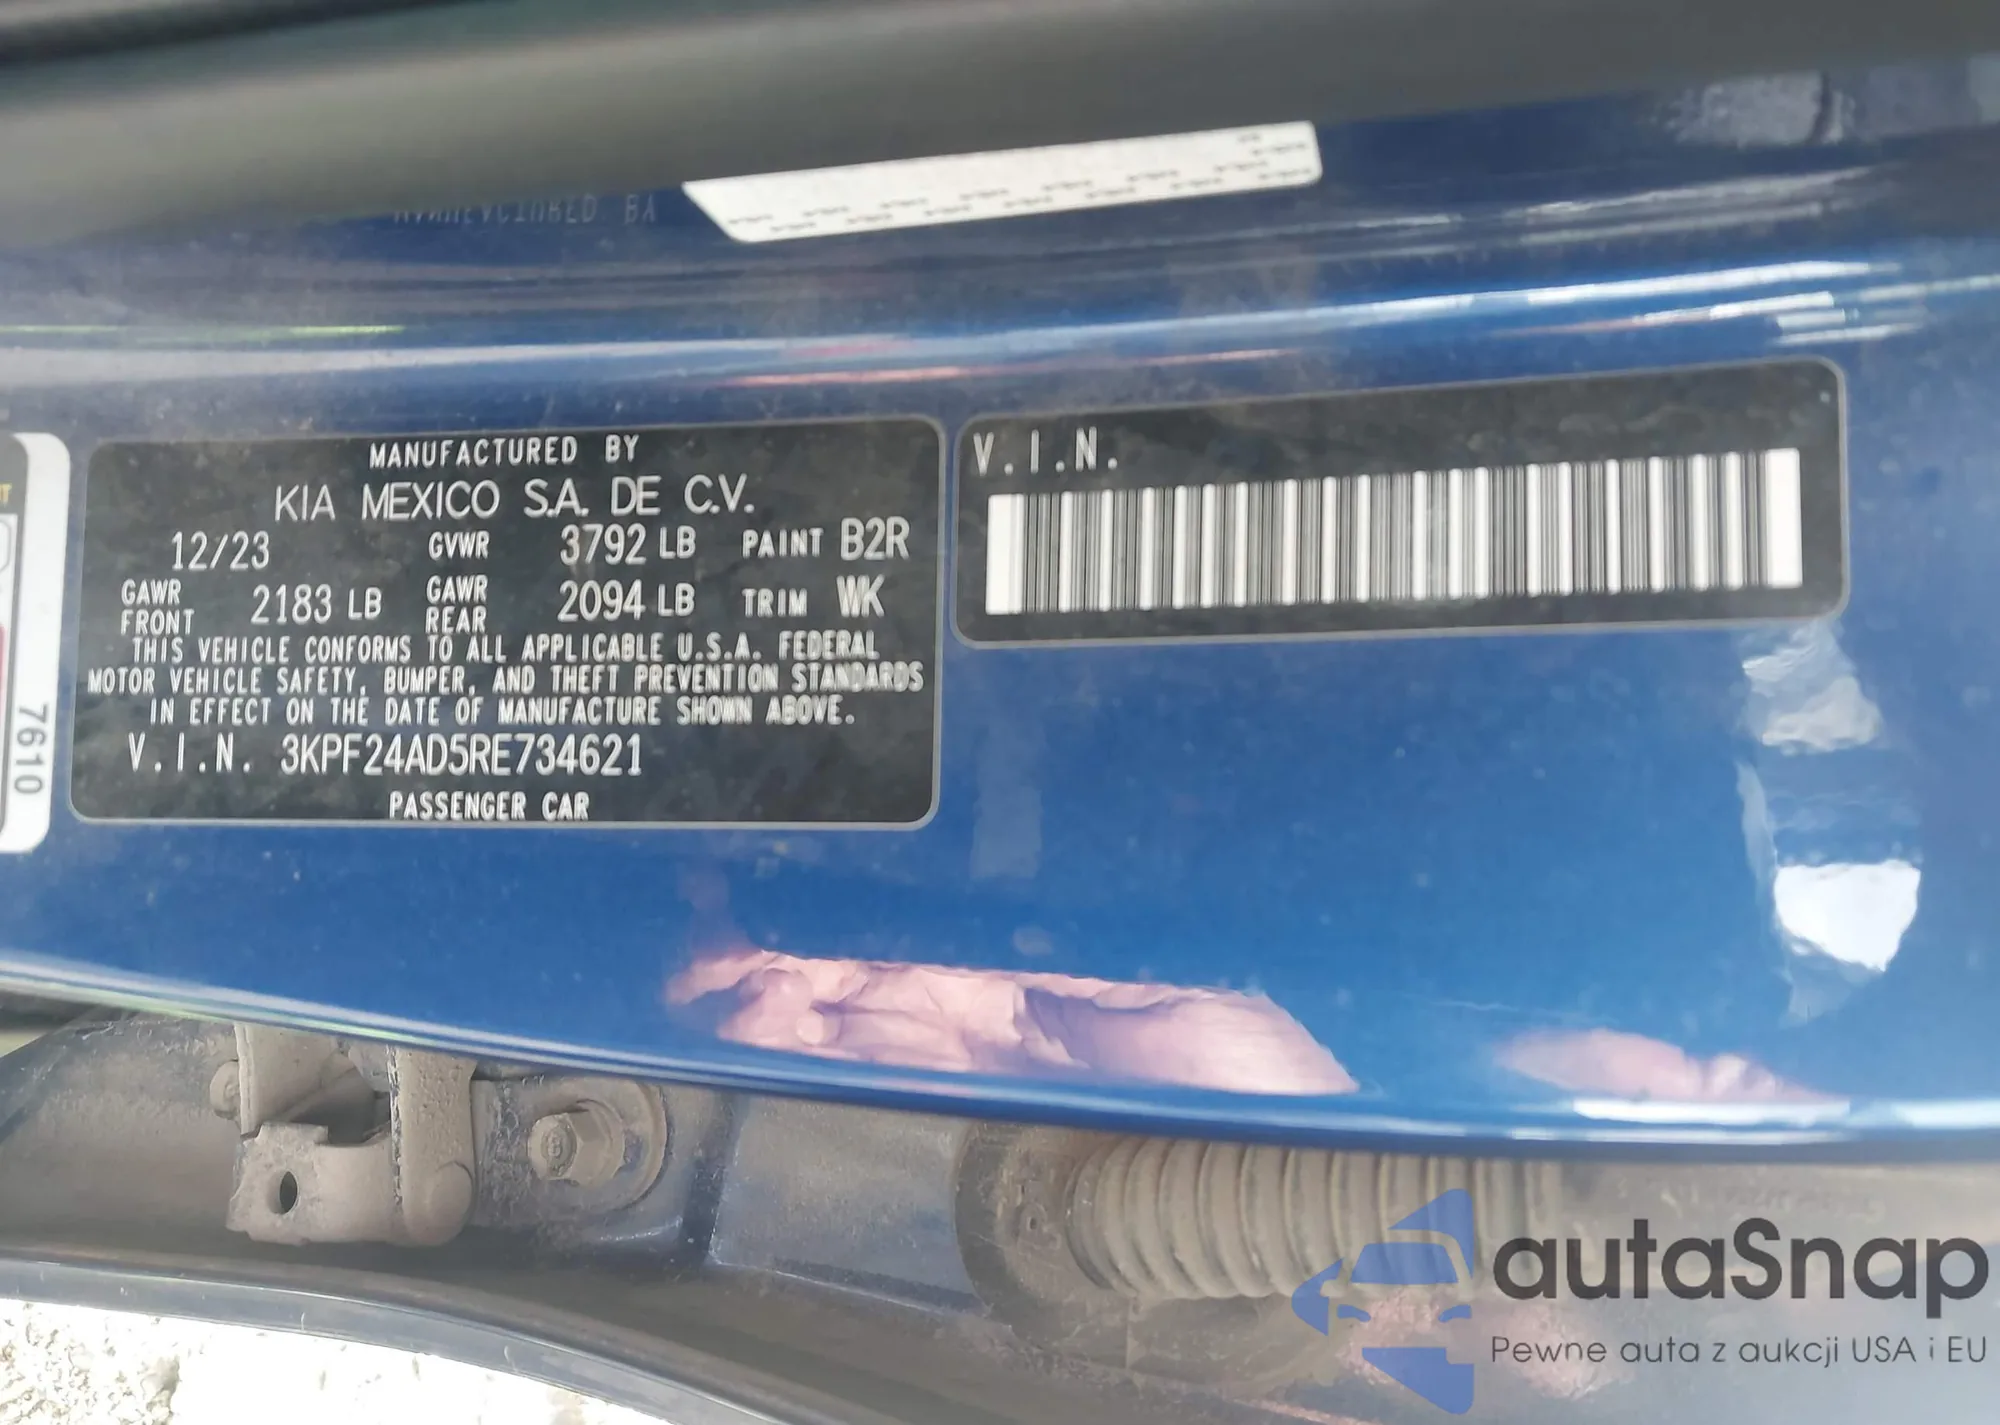 MANUFACTURED BY
KIA MEXICO S.A. DE C.V.
12/23 GVWR 3792 LB PAINT B2R
GAWR FRONT 2183 LB GAWR REAR 2094 LB TRIM WK
THIS VEHICLE CONFORMS TO ALL APPLICABLE U.S.A. FEDERAL
MOTOR VEHICLE SAFETY, BUMPER, AND THEFT PREVENTION STANDARDS
IN EFFECT ON THE DATE OF MANUFACTURE SHOWN ABOVE.
V.I.N. 3KPF24AD5RE734621
PASSENGER CAR
V.I.N.
7610
autaSnap
Pewne auta z aukcji USA i EU